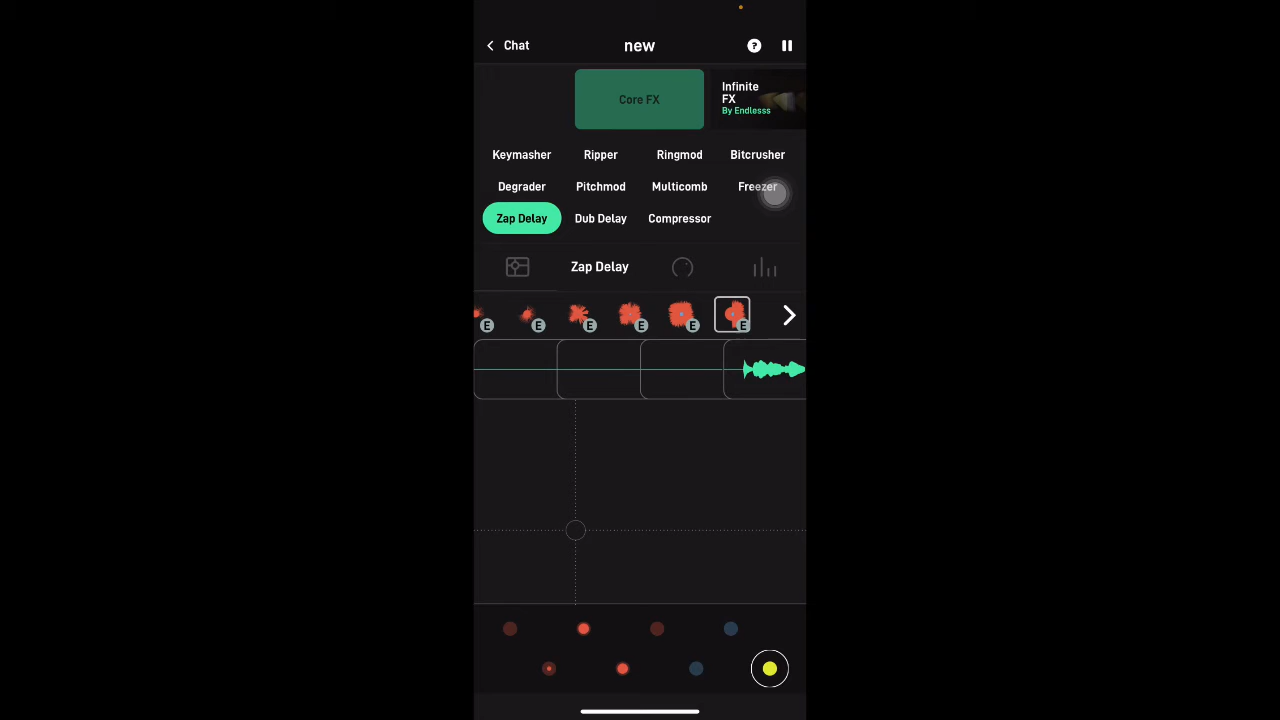 Chat
new
?
Core FX
Infinite
FX
By Endlesss
Keymasher Ripper Ringmod Bitcrusher
Degrader Pitchmod Multicomb Freezer
Zap Delay Dub Delay Compressor
Zap Delay
E E E E E E